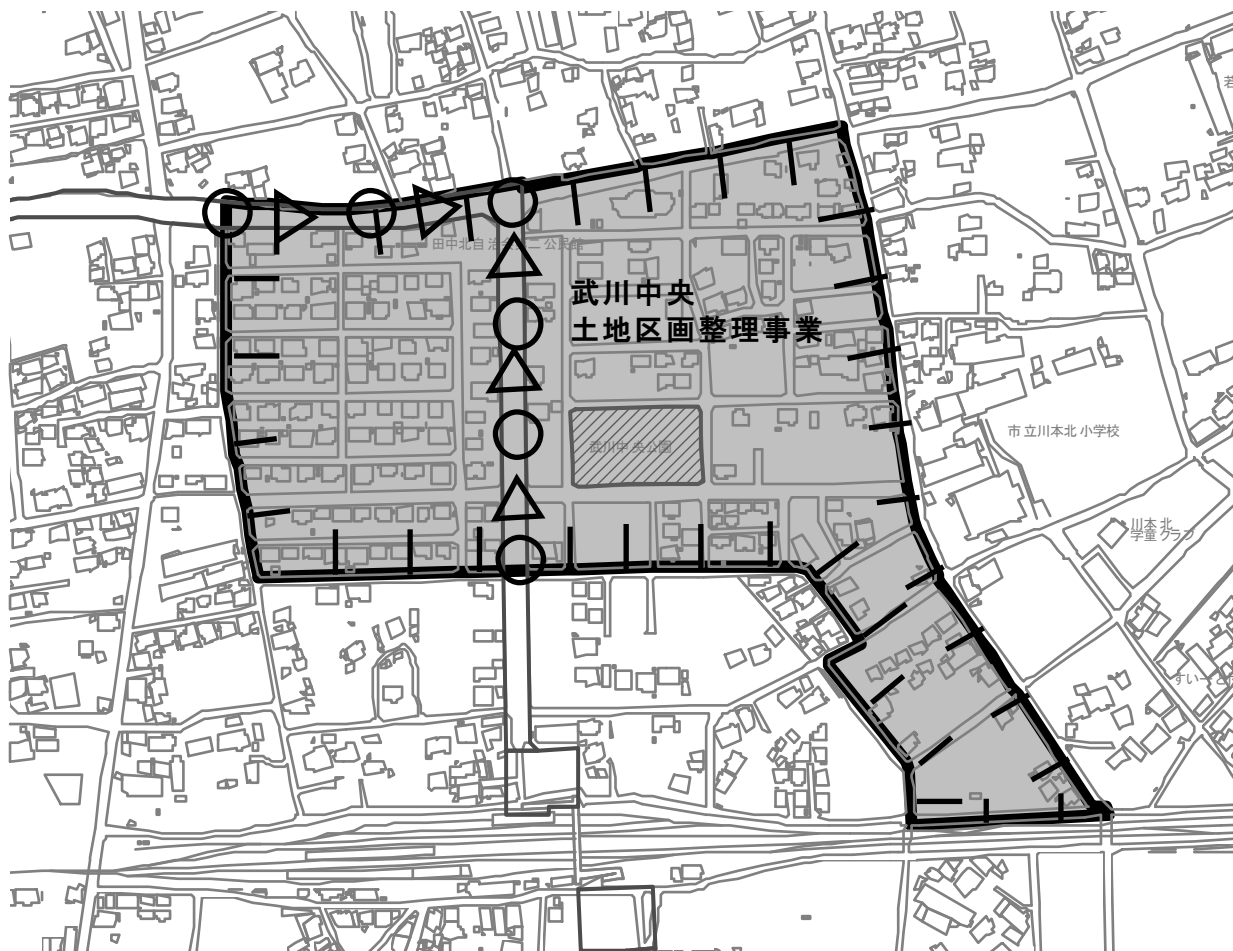 田中北自治会第二公民館
武川中央
土地区画整理事業
武川中央公園
市立川本北小学校
川本北
学童クラブ